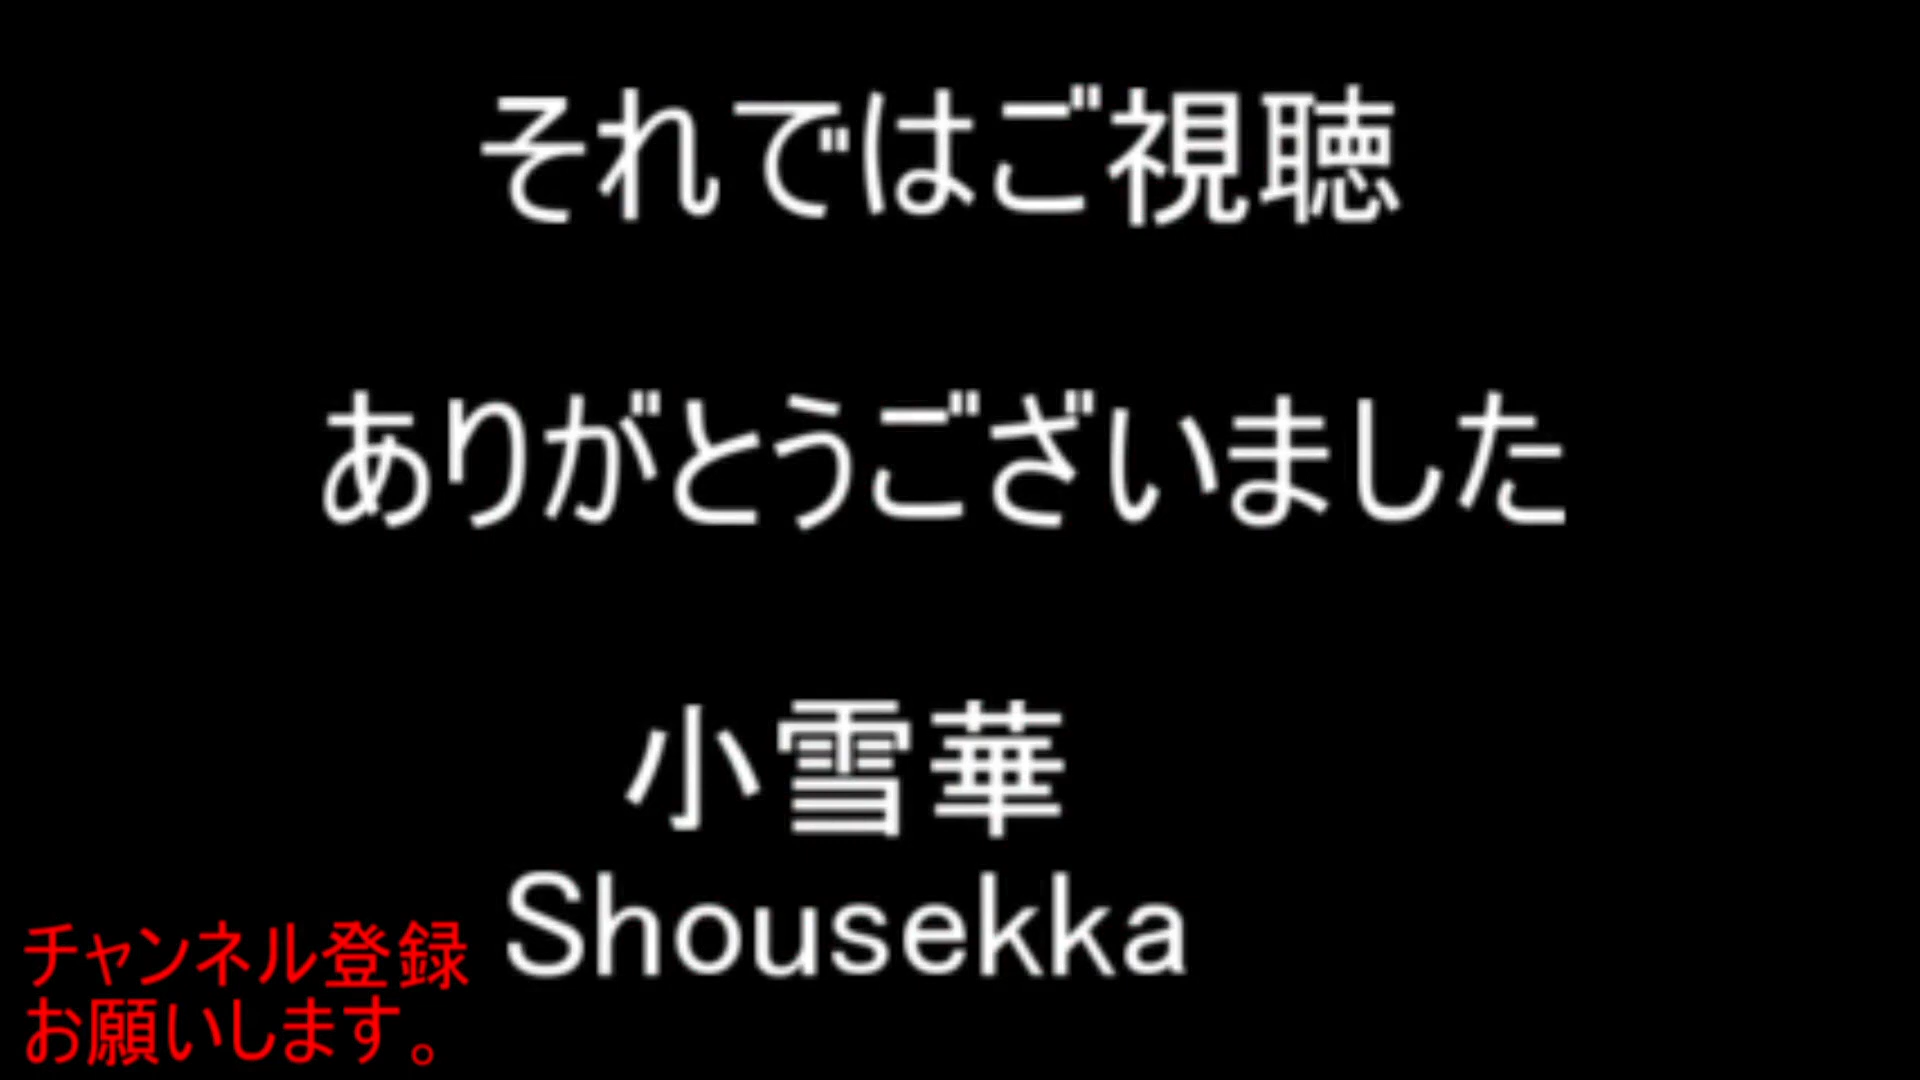 それではご視聴
ありがとうございました
小雪華
Shousekka
チャンネル登録
お願いします。